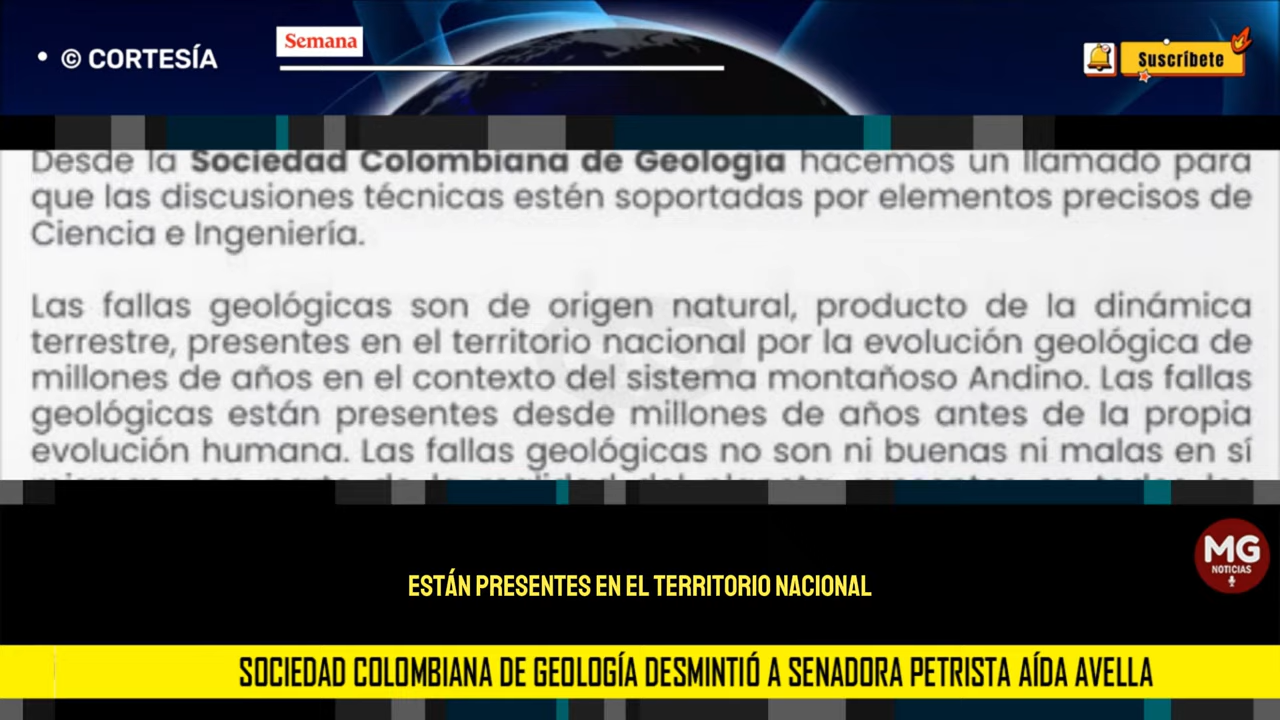 • © CORTESÍA
Semana
Suscríbete
Desde la Sociedad Colombiana de Geología hacemos un llamado para
que las discusiones técnicas estén soportadas por elementos precisos de
Ciencia e Ingeniería.
Las fallas geológicas son de origen natural, producto de la dinámica
terrestre, presentes en el territorio nacional por la evolución geológica de
millones de años en el contexto del sistema montañoso Andino. Las fallas
geológicas están presentes desde millones de años antes de la propia
evolución humana. Las fallas geológicas no son ni buenas ni malas en sí
MG
NOTICIAS
ESTÁN PRESENTES EN EL TERRITORIO NACIONAL
SOCIEDAD COLOMBIANA DE GEOLOGÍA DESMINTIÓ A SENADORA PETRISTA AÍDA AVELLA